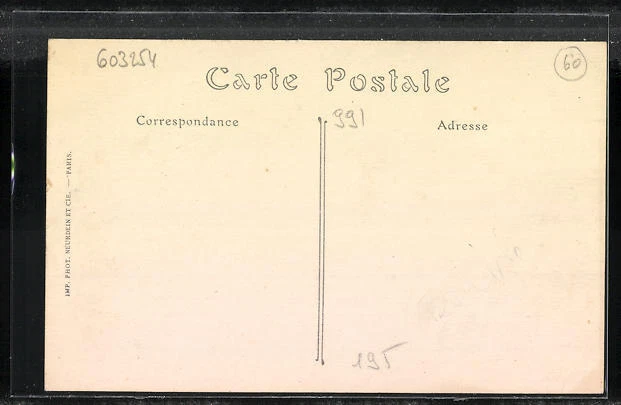 603254
60
Carte Postale
991
Correspondance
Adresse
IMP. PHOT. NEURDEIN ET CIE. — PARIS.
195